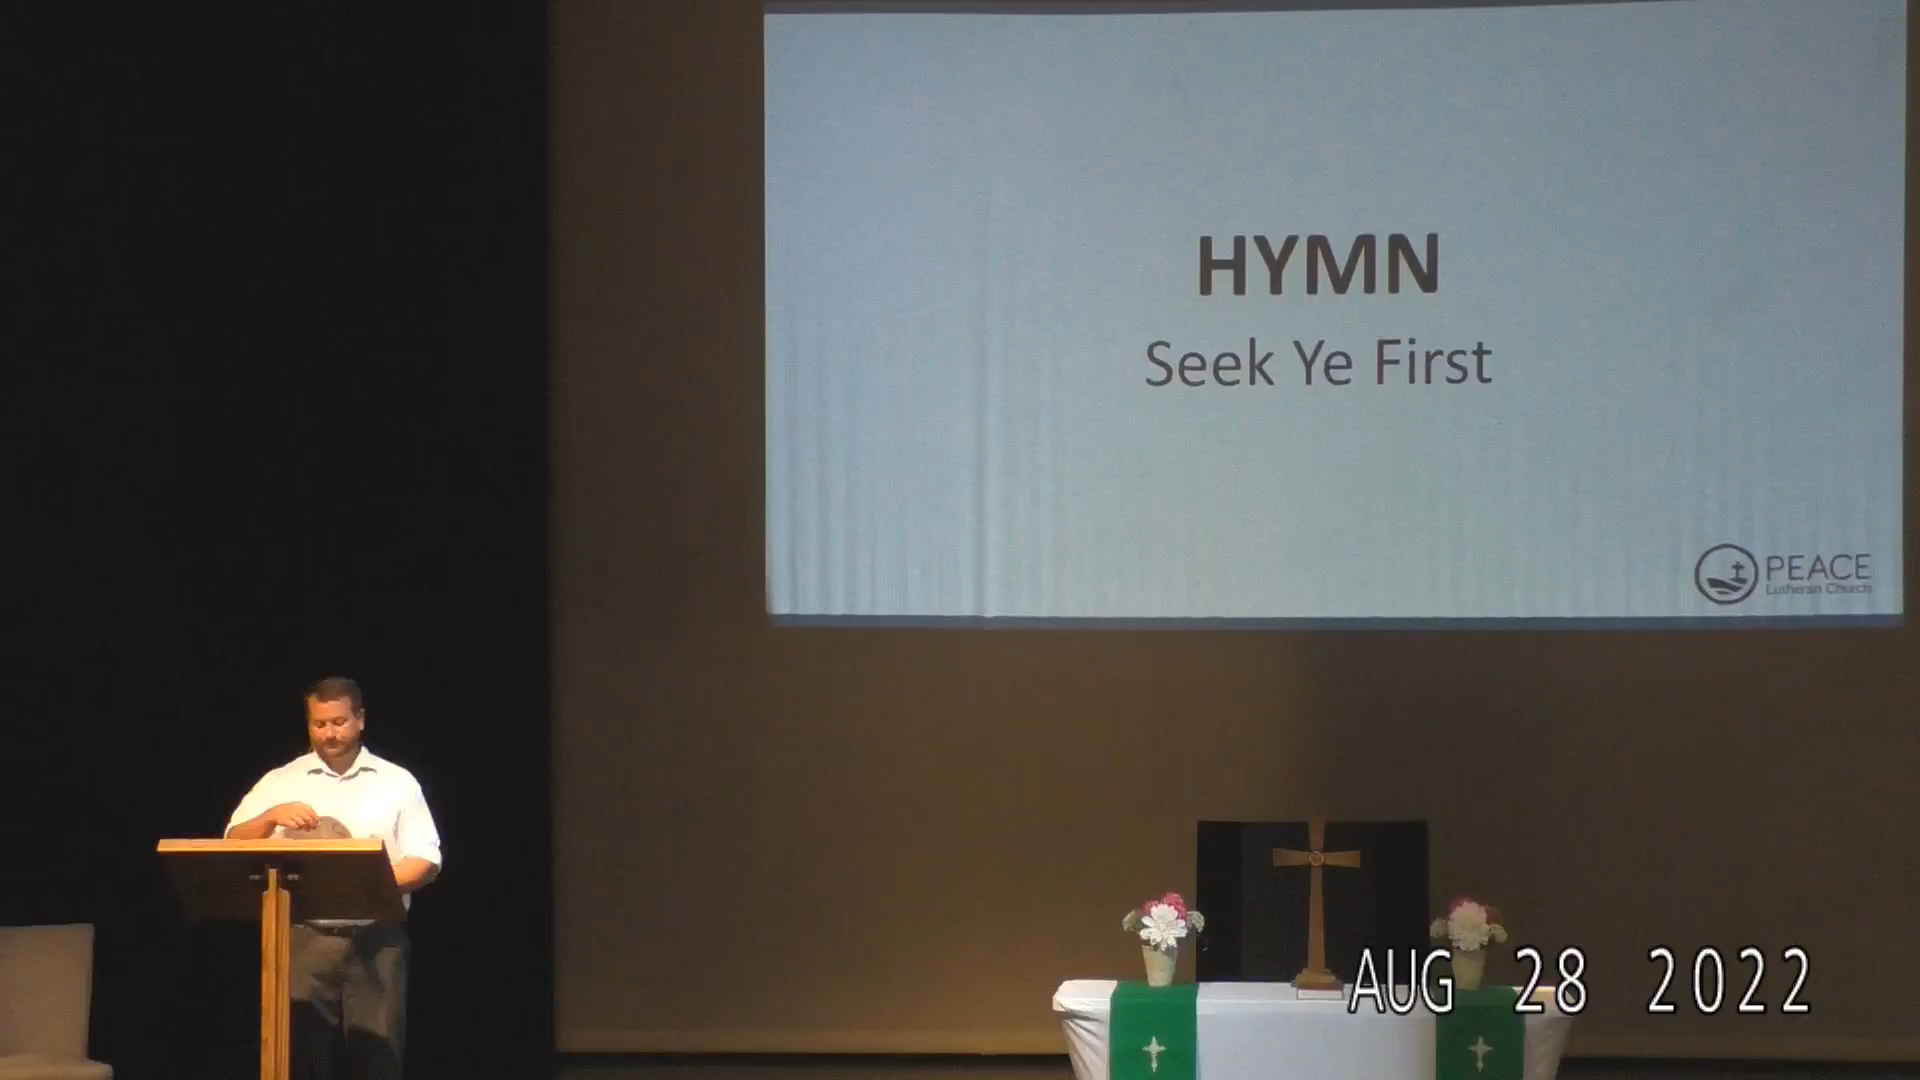 HYMN
Seek Ye First
PEACE
Lutheran Church
AUG 28 2022